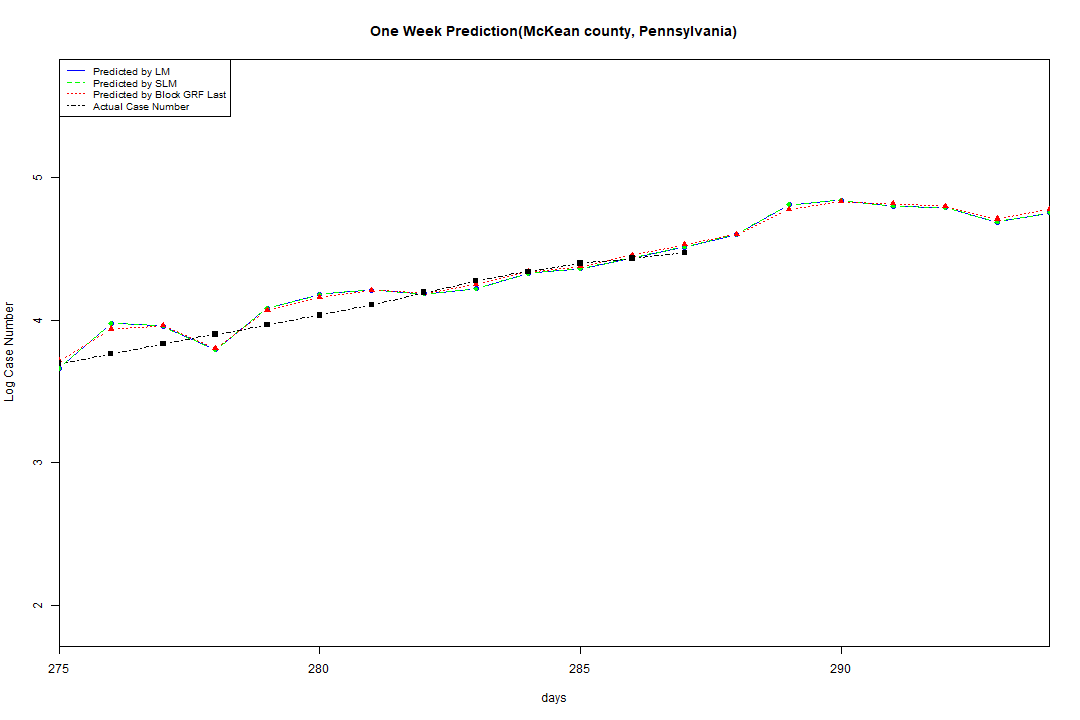 One Week Prediction(McKean county, Pennsylvania)
Predicted by LM
Predicted by SLM
Predicted by Block GRF Last
Actual Case Number
5
4
3
2
Log Case Number
275 280 285 290
days